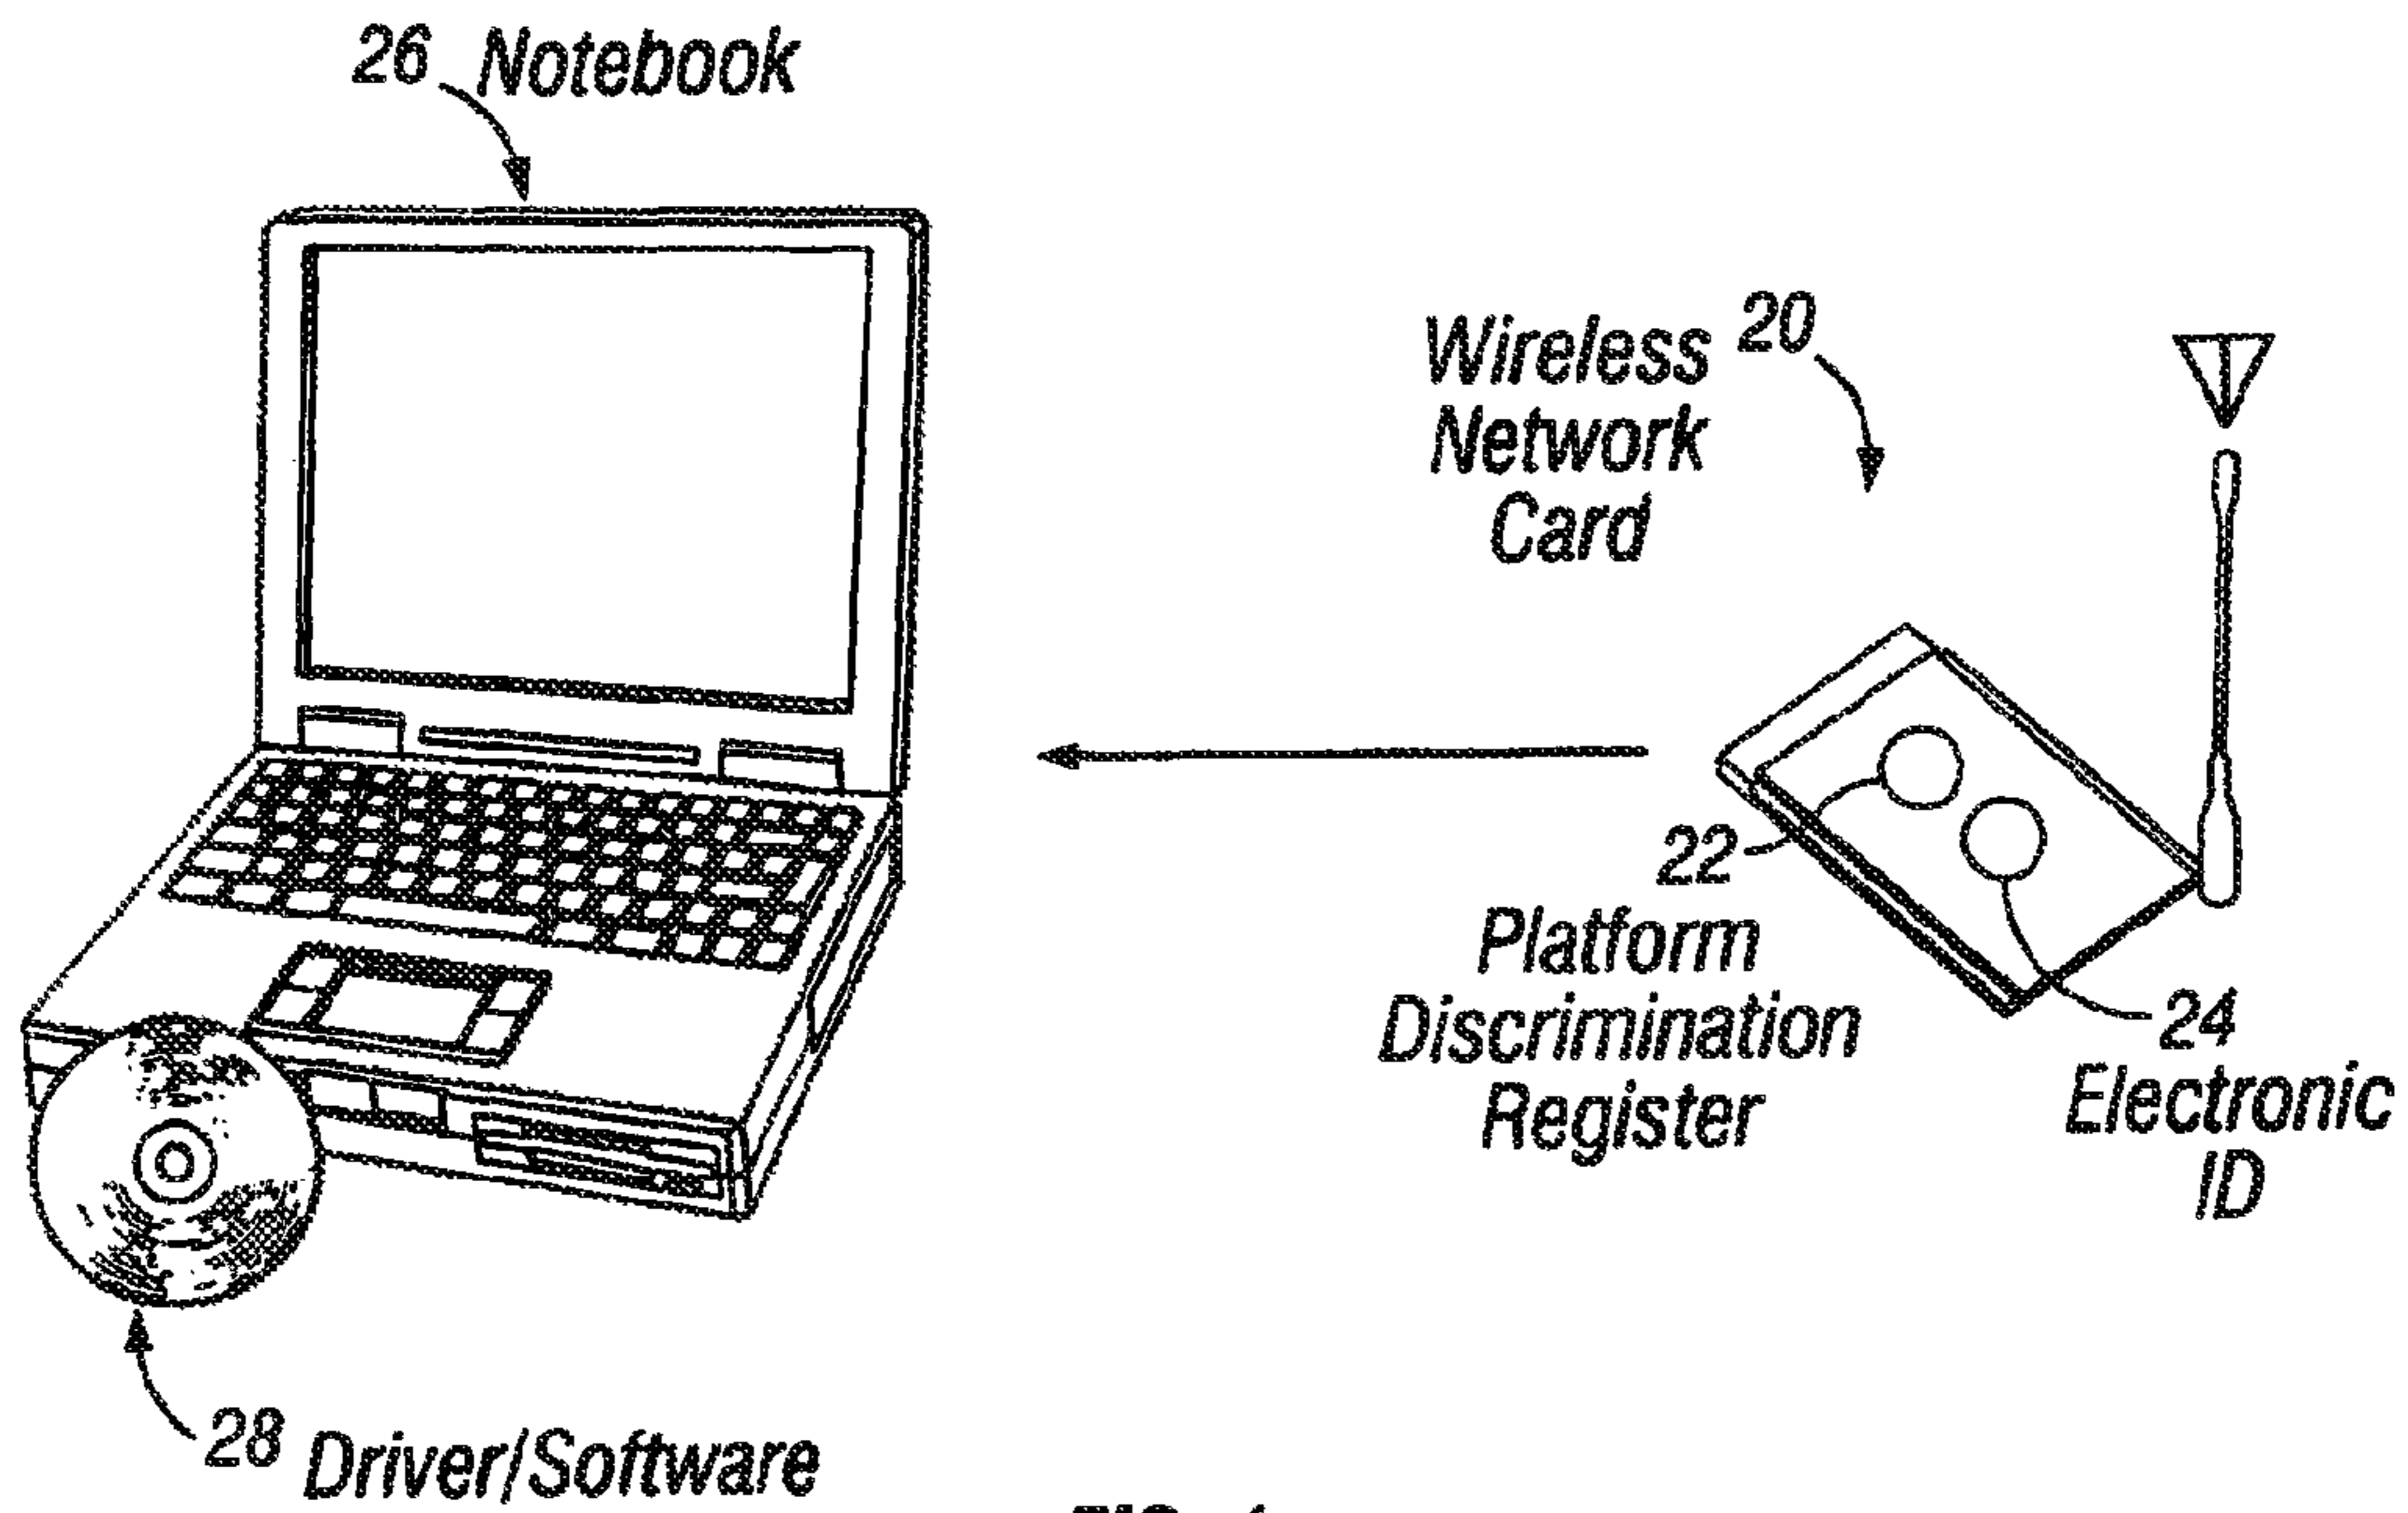 26 Notebook
Wireless 20
Network
Card
22
Platform
Discrimination
Register
24
Electronic
ID
28 Driver/Software